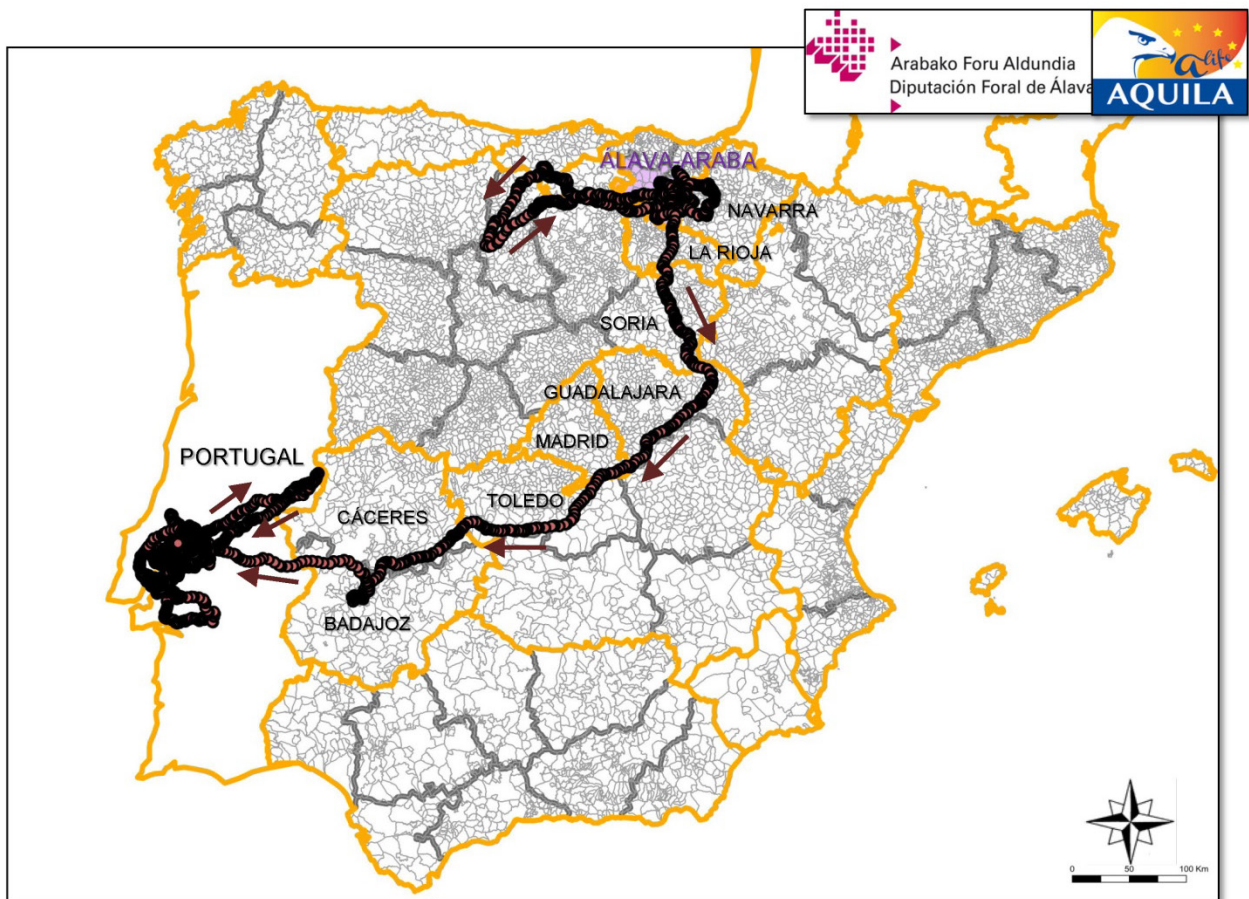 Arabako Foru Aldundia
Diputación Foral de Álava
alife
AQUILA
ÁLAVA-ARABA
NAVARRA
LA RIOJA
SORIA
GUADALAJARA
MADRID
PORTUGAL
TOLEDO
CÁCERES
BADAJOZ
0 50 100 Km